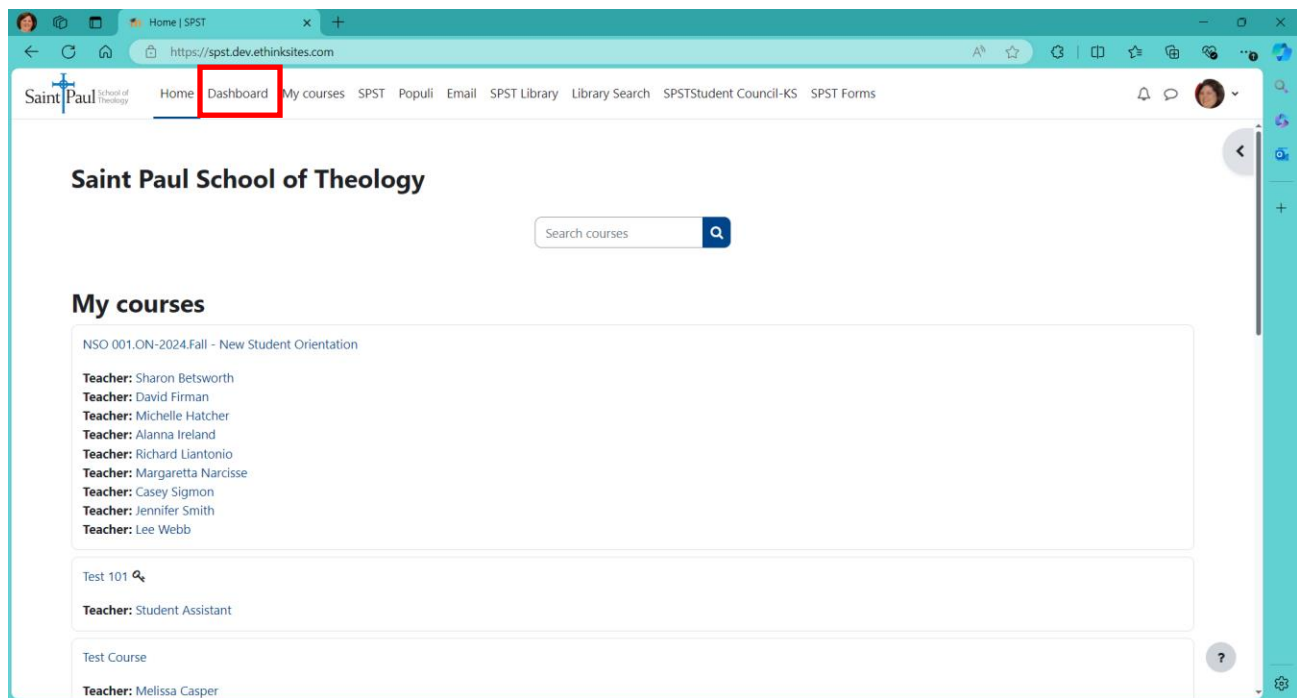 Home | SPST
https://spst.dev.ethinksites.com
Saint Paul School of Theology
Home Dashboard My courses SPST Populi Email SPST Library Library Search SPSTStudent Council-KS SPST Forms
Saint Paul School of Theology
Search courses
My courses
NSO 001.ON-2024.Fall - New Student Orientation
Teacher: Sharon Betsworth
Teacher: David Firman
Teacher: Michelle Hatcher
Teacher: Alanna Ireland
Teacher: Richard Liantonio
Teacher: Margaretta Narcisse
Teacher: Casey Sigmon
Teacher: Jennifer Smith
Teacher: Lee Webb
Test 101
Teacher: Student Assistant
Test Course
?
Teacher: Melissa Casper